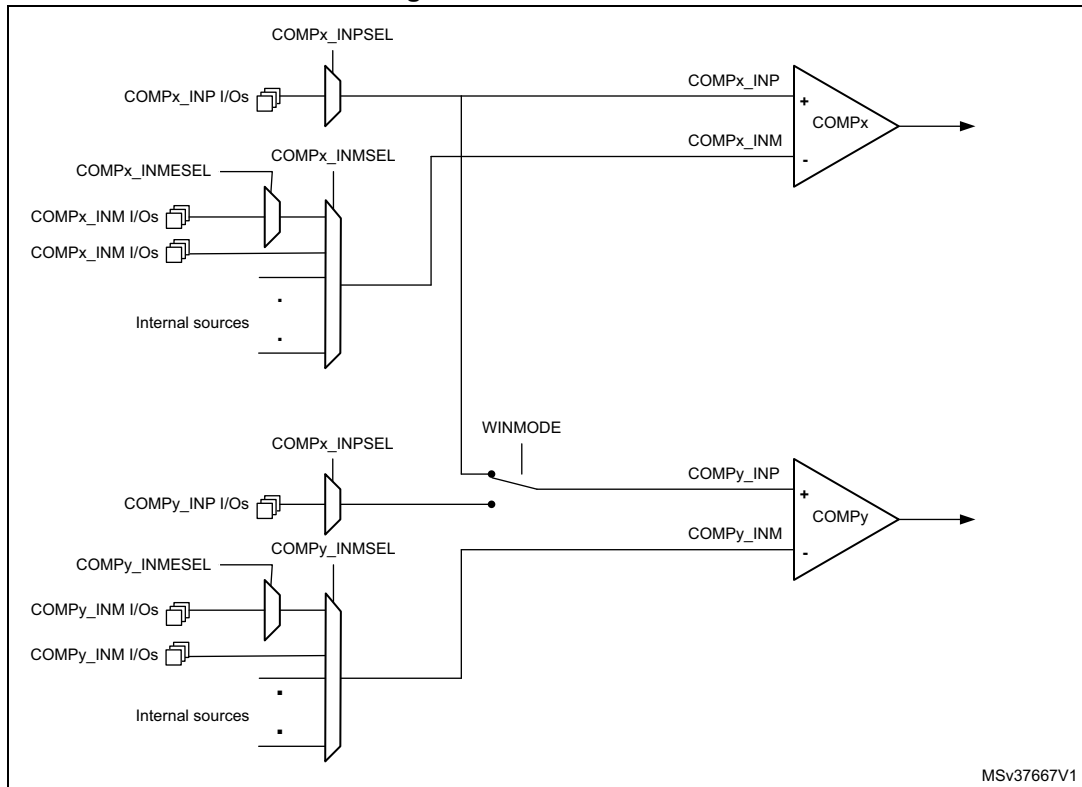 COMPx_INPSEL
COMPx_INP I/Os
COMPx_INP
+
COMPx
COMPx_INM
-
COMPx_INMSEL
COMPx_INMESEL
COMPx_INM I/Os
COMPx_INM I/Os
Internal sources
WINMODE
COMPx_INPSEL
COMPy_INP I/Os
COMPy_INP
+
COMPy
COMPy_INM
-
COMPy_INMSEL
COMPy_INMESEL
COMPy_INM I/Os
COMPy_INM I/Os
Internal sources
MSv37667V1